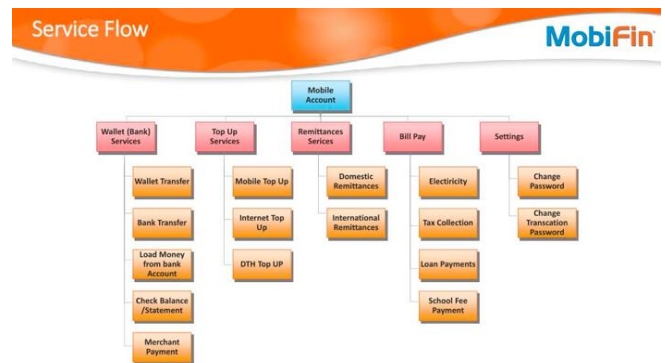 Service Flow
MobiFin
Mobile
Account
Wallet (Bank)
Services
Top Up
Services
Remittances
Serices
Bill Pay
Settings
Wallet Transfer
Bank Transfer
Load Money
from bank
Account
Check Balance
/Statement
Merchant
Payment
Mobile Top Up
Internet Top
Up
DTH Top UP
Domestic
Remittances
International
Remittances
Electiricity
Tax Collection
Loan Payments
School Fee
Payment
Change
Password
Change
Transcation
Password